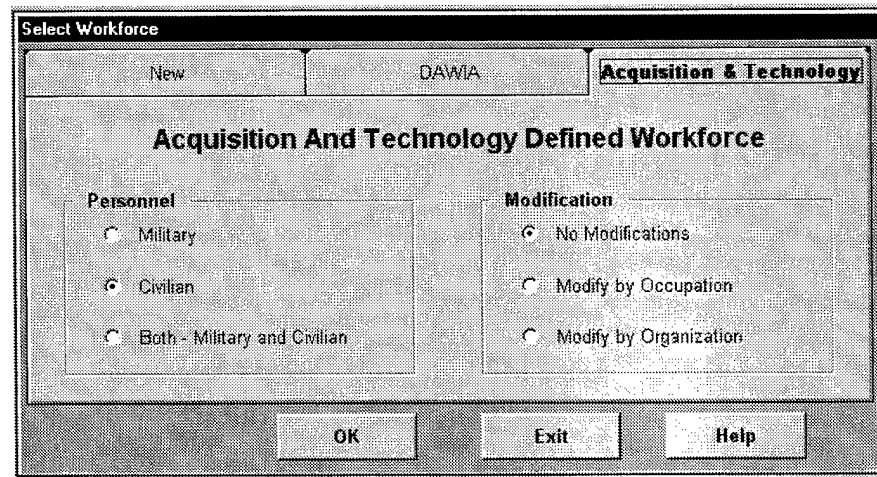 Select Workforce
New DAWIA Acquisition & Technology
Acquisition And Technology Defined Workforce
Personnel Modification
Military No Modifications
Civilian Modify by Occupation
Both - Military and Civilian Modify by Organization
OK Exit Help